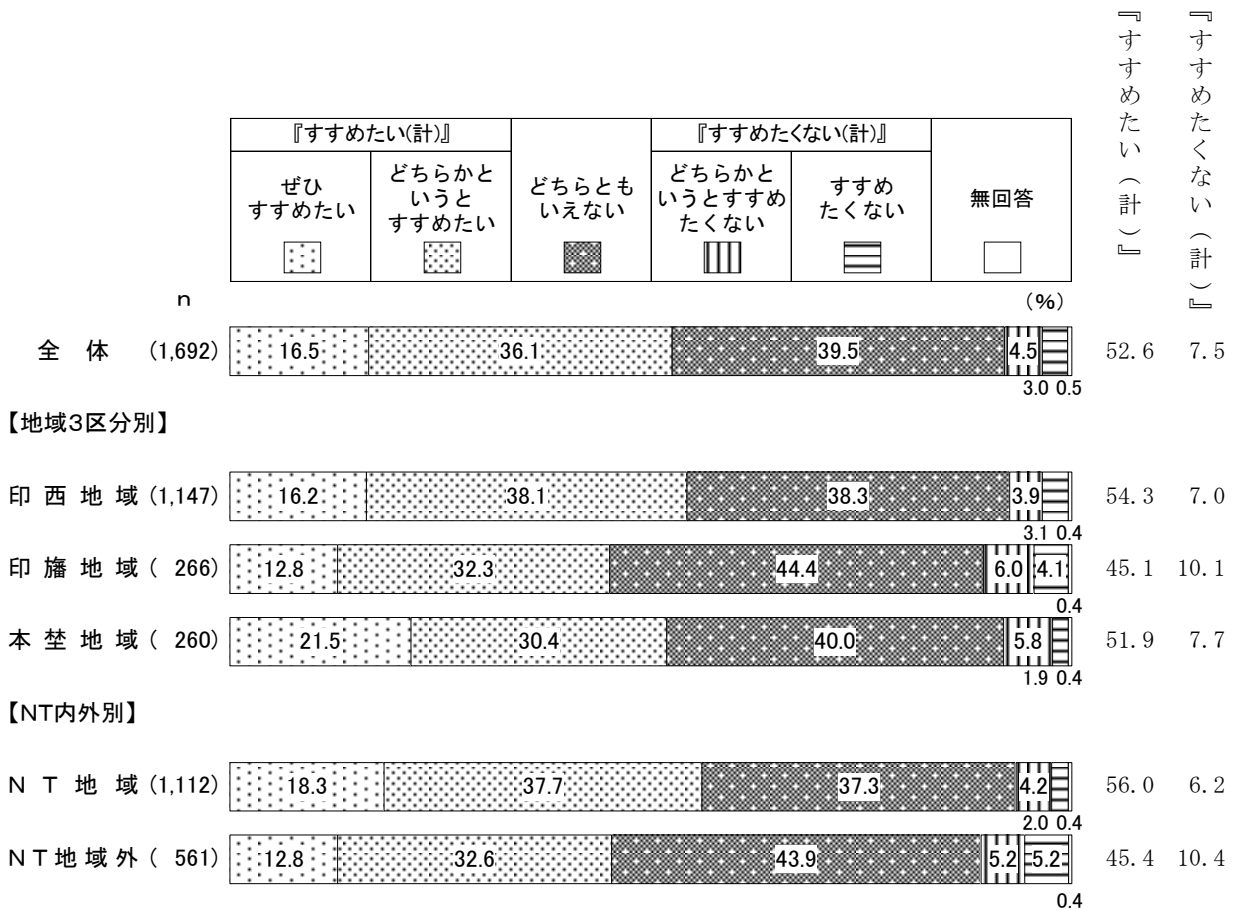 『すすめたい（計）』
『すすめたくない（計）』
『すすめたい(計)』
『すすめたくない(計)』
ぜひ
すすめたい
どちらかと
いうと
すすめたい
どちらとも
いえない
どちらかと
いうとすすめ
たくない
すすめ
たくない
無回答
n
(％)
全体 (1,692) 16.5 36.1 39.5 4.5 52.6 7.5
3.0 0.5
【地域3区分別】
印西地域 (1,147) 16.2 38.1 38.3 3.9 54.3 7.0
3.1 0.4
印旛地域 ( 266) 12.8 32.3 44.4 6.0 4.1 45.1 10.1
0.4
本埜地域 ( 260) 21.5 30.4 40.0 5.8 51.9 7.7
1.9 0.4
【NT内外別】
ＮＴ地域 (1,112) 18.3 37.7 37.3 4.2 56.0 6.2
2.0 0.4
ＮＴ地域外 ( 561) 12.8 32.6 43.9 5.2 5.2 45.4 10.4
0.4